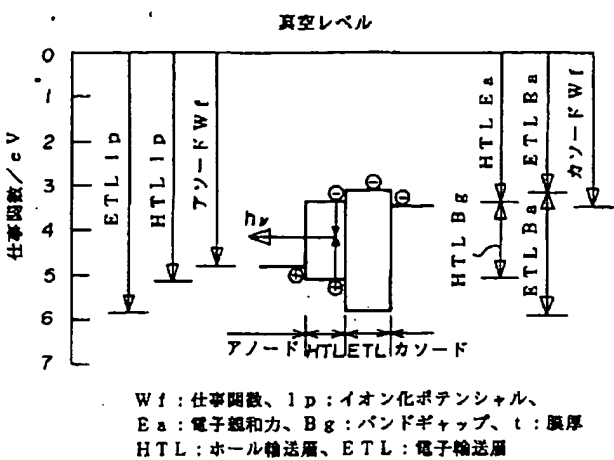 真空レベル
仕事関数/eV
0
1
2
3
4
5
6
7
ETL Ip
HTL Ip
アソードWf
hν
HTL Ea
ETL Ba
カソードWf
HTL Bg
ETL Ba
アノード HTL ETL カソード
Wf:仕事関数、Ip:イオン化ポテンシャル、
Ea:電子親和力、Bg:バンドギャップ、t:膜厚
HTL:ホール輸送層、ETL:電子輸送層